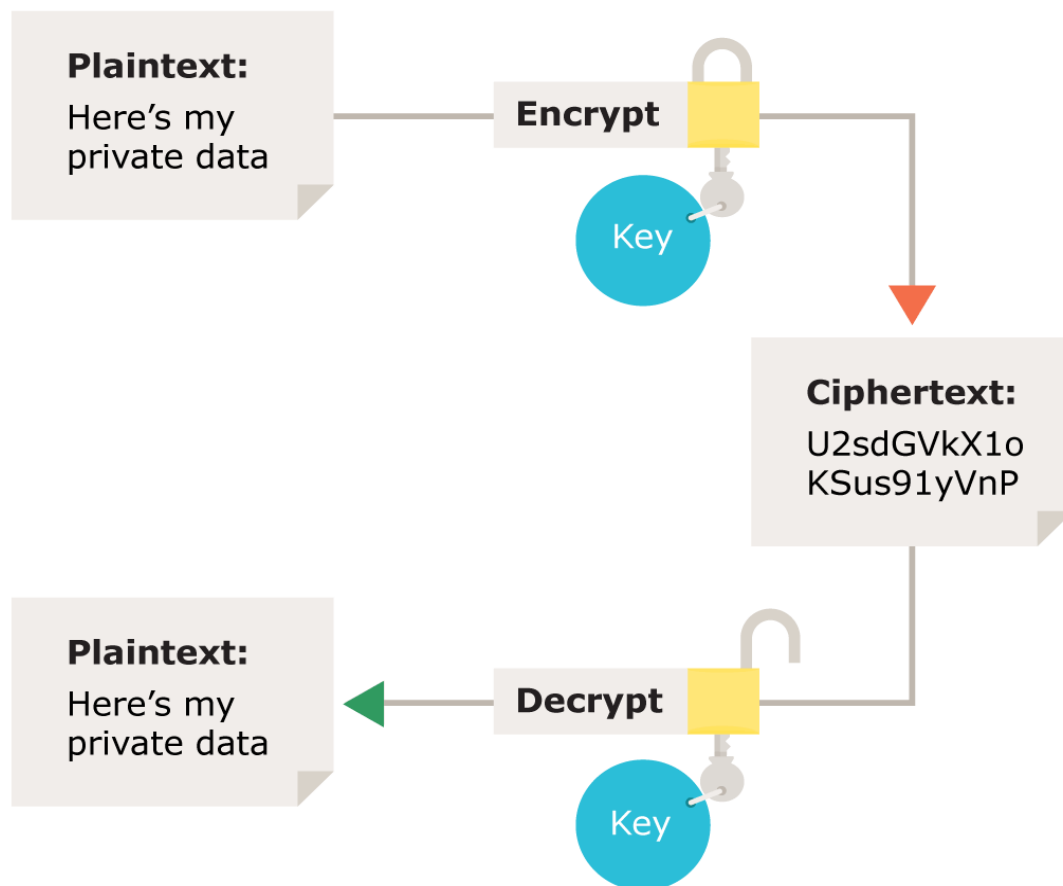 Plaintext:
Here’s my
private data
Encrypt
Key
Ciphertext:
U2sdGVkX1o
KSus91yVnP
Decrypt
Key
Plaintext:
Here’s my
private data